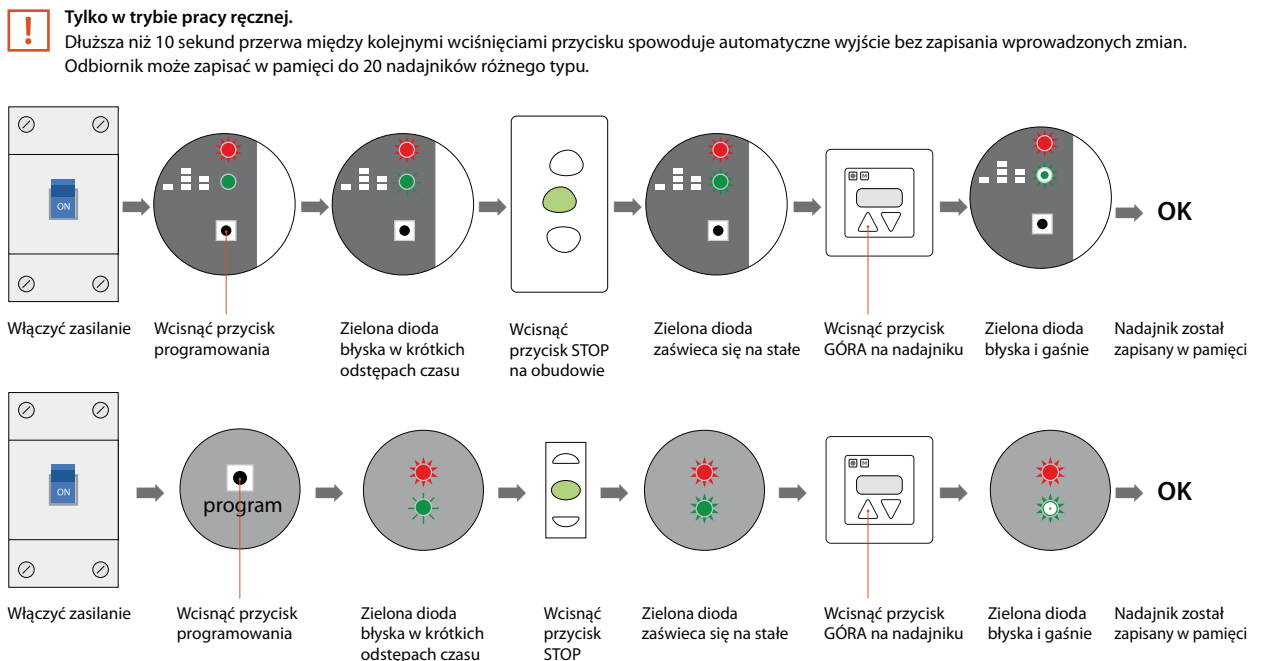 !
Tylko w trybie pracy ręcznej.
Dłuższa niż 10 sekund przerwa między kolejnymi wciśnięciami przycisku spowoduje automatyczne wyjście bez zapisania wprowadzonych zmian.
Odbiornik może zapisać w pamięci do 20 nadajników różnego typu.
ON
M
OK
Włączyć zasilanie
Wcisnąć przycisk
programowania
Zielona dioda
błyska w krótkich
odstępach czasu
Wcisnąć
przycisk STOP
na obudowie
Zielona dioda
zaświeca się na stałe
Wcisnąć przycisk
GÓRA na nadajniku
Zielona dioda
błyska i gaśnie
Nadajnik został
zapisany w pamięci
ON
program
M
OK
Włączyć zasilanie
Wcisnąć przycisk
programowania
Zielona dioda
błyska w krótkich
odstępach czasu
Wcisnąć
przycisk
STOP
Zielona dioda
zaświeca się na stałe
Wcisnąć przycisk
GÓRA na nadajniku
Zielona dioda
błyska i gaśnie
Nadajnik został
zapisany w pamięci